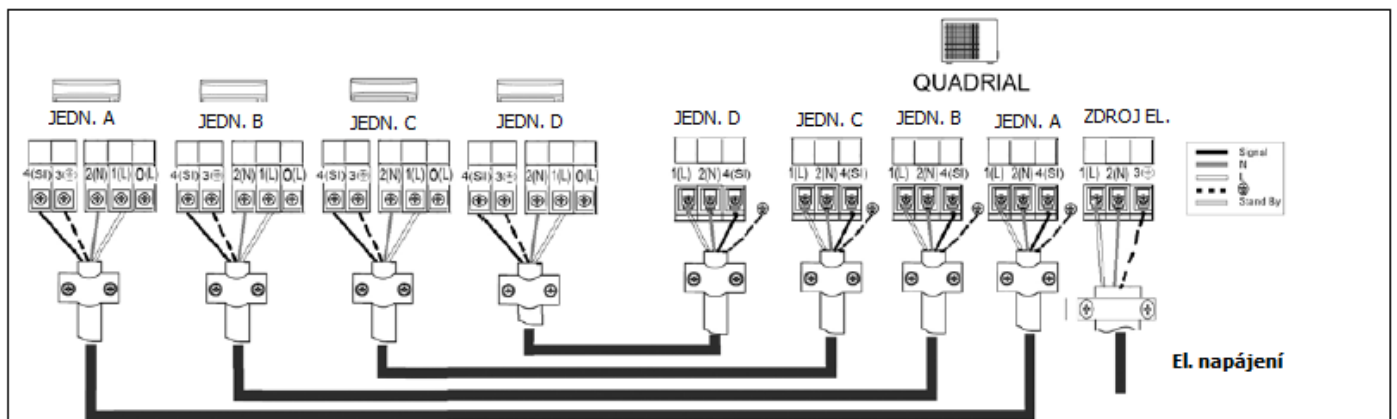 QUADRIAL
JEDN. A
JEDN. B
JEDN. C
JEDN. D
JEDN. D
JEDN. C
JEDN. B
JEDN. A
ZDROJ EL.
4(SI) 3⏚ 2(N) 1(L) 0(L)
4(SI) 3⏚ 2(N) 1(L) 0(L)
4(SI) 3⏚ 2(N) 1(L) 0(L)
4(SI) 3⏚ 2(N) 1(L) 0(L)
1(L) 2(N) 4(SI)
1(L) 2(N) 4(SI)
1(L) 2(N) 4(SI)
1(L) 2(N) 4(SI)
1(L) 2(N) 3⏚
Signal
N
L
Stand By
El. napájení